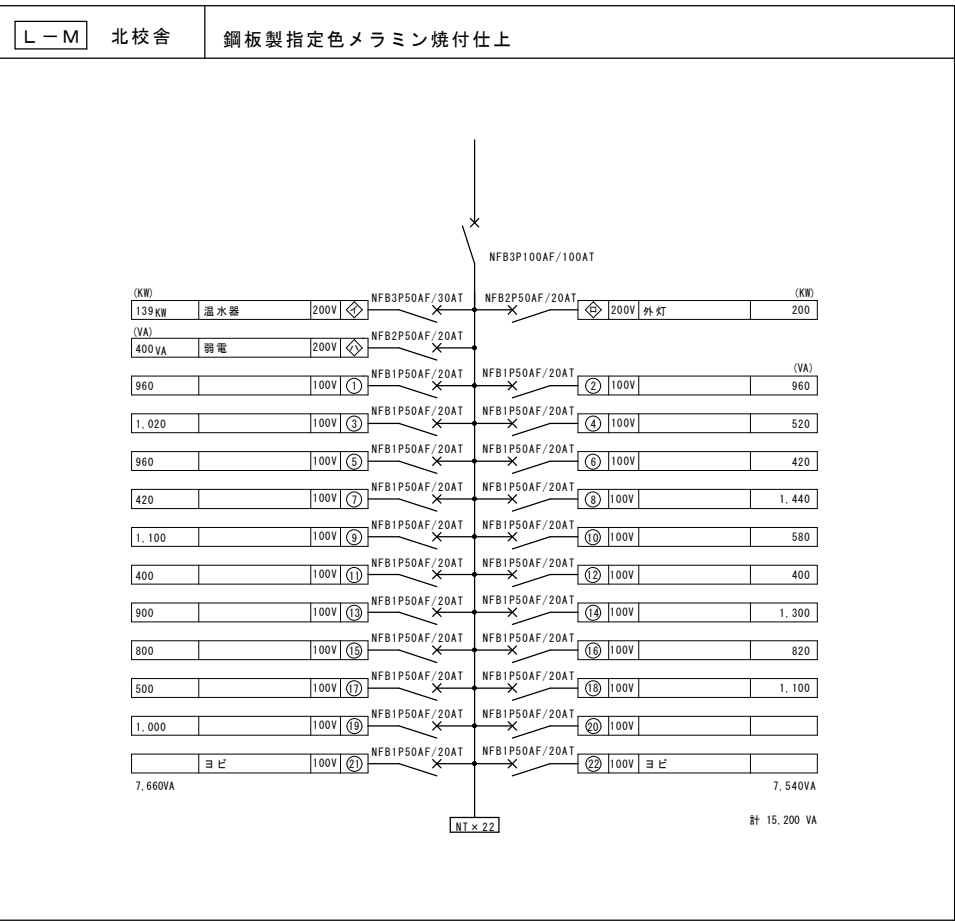 L－M 北校舎 鋼板製指定色メラミン焼付仕上
NFB3P100AF/100AT
(KW) (KW)
139KW 温水器 200V イ NFB3P50AF/30AT NFB2P50AF/20AT ロ 200V 外灯 200
(VA)
400VA 弱電 200V ハ NFB2P50AF/20AT
(VA)
960 100V ① NFB1P50AF/20AT NFB1P50AF/20AT ② 100V 960
1,020 100V ③ NFB1P50AF/20AT NFB1P50AF/20AT ④ 100V 520
960 100V ⑤ NFB1P50AF/20AT NFB1P50AF/20AT ⑥ 100V 420
420 100V ⑦ NFB1P50AF/20AT NFB1P50AF/20AT ⑧ 100V 1,440
1,100 100V ⑨ NFB1P50AF/20AT NFB1P50AF/20AT ⑩ 100V 580
400 100V ⑪ NFB1P50AF/20AT NFB1P50AF/20AT ⑫ 100V 400
900 100V ⑬ NFB1P50AF/20AT NFB1P50AF/20AT ⑭ 100V 1,300
800 100V ⑮ NFB1P50AF/20AT NFB1P50AF/20AT ⑯ 100V 820
500 100V ⑰ NFB1P50AF/20AT NFB1P50AF/20AT ⑱ 100V 1,100
1,000 100V ⑲ NFB1P50AF/20AT NFB1P50AF/20AT ⑳ 100V
ヨビ 100V ㉑ NFB1P50AF/20AT NFB1P50AF/20AT ㉒ 100V ヨビ
7,660VA 7,540VA
NT×22 計 15,200 VA